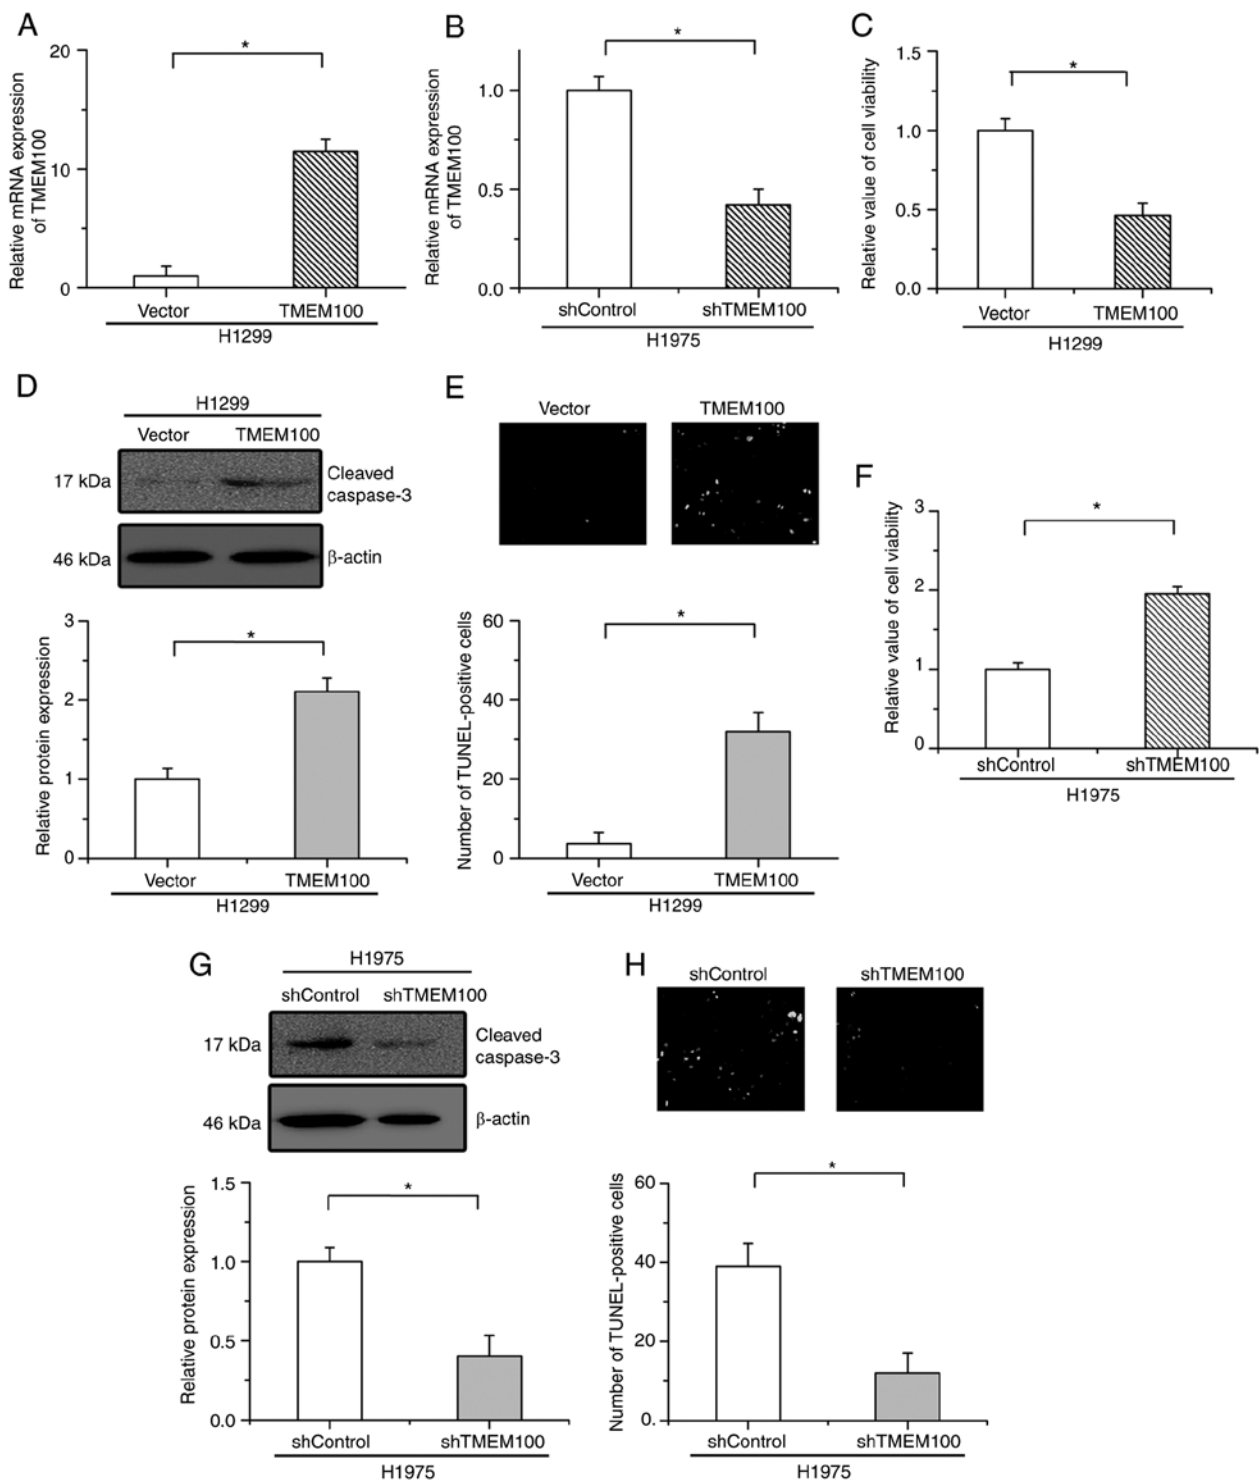 A
Relative mRNA expression
of TMEM100
20
10
0
*
Vector
TMEM100
H1299
B
Relative mRNA expression
of TMEM100
1.0
0.5
0.0
*
shControl
shTMEM100
H1975
C
Relative value of cell viability
1.5
1.0
0.5
0.0
*
Vector
TMEM100
H1299
D
H1299
Vector
TMEM100
17 kDa
Cleaved
caspase-3
46 kDa
β-actin
Relative protein expression
3
2
1
0
*
Vector
TMEM100
H1299
E
Vector
TMEM100
Number of TUNEL-positive cells
60
40
20
0
*
Vector
TMEM100
H1299
F
Relative value of cell viability
3
2
1
0
*
shControl
shTMEM100
H1975
G
H1975
shControl
shTMEM100
17 kDa
Cleaved
caspase-3
46 kDa
β-actin
Relative protein expression
1.5
1.0
0.5
0.0
*
shControl
shTMEM100
H1975
H
shControl
shTMEM100
Number of TUNEL-positive cells
60
40
20
0.
*
shControl
shTMEM100
H1975